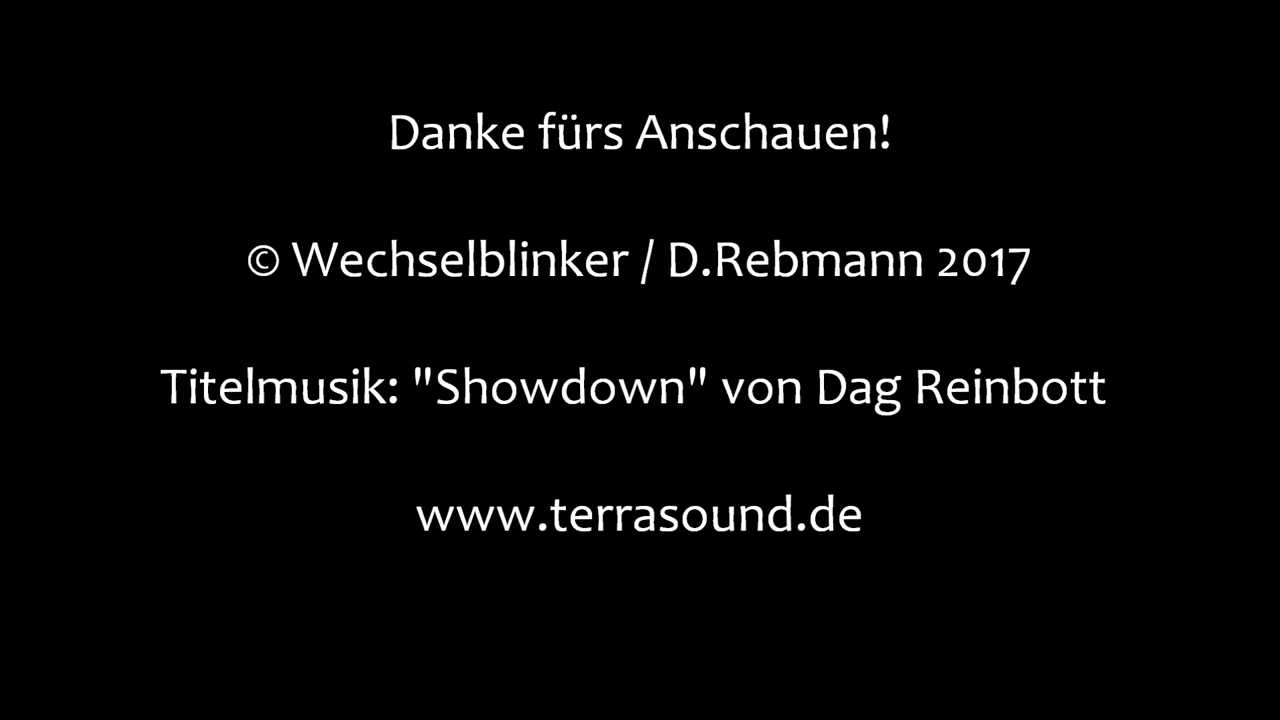 Danke fürs Anschauen!
© Wechselblinker / D.Rebmann 2017
Titelmusik: "Showdown" von Dag Reinbott
www.terrasound.de